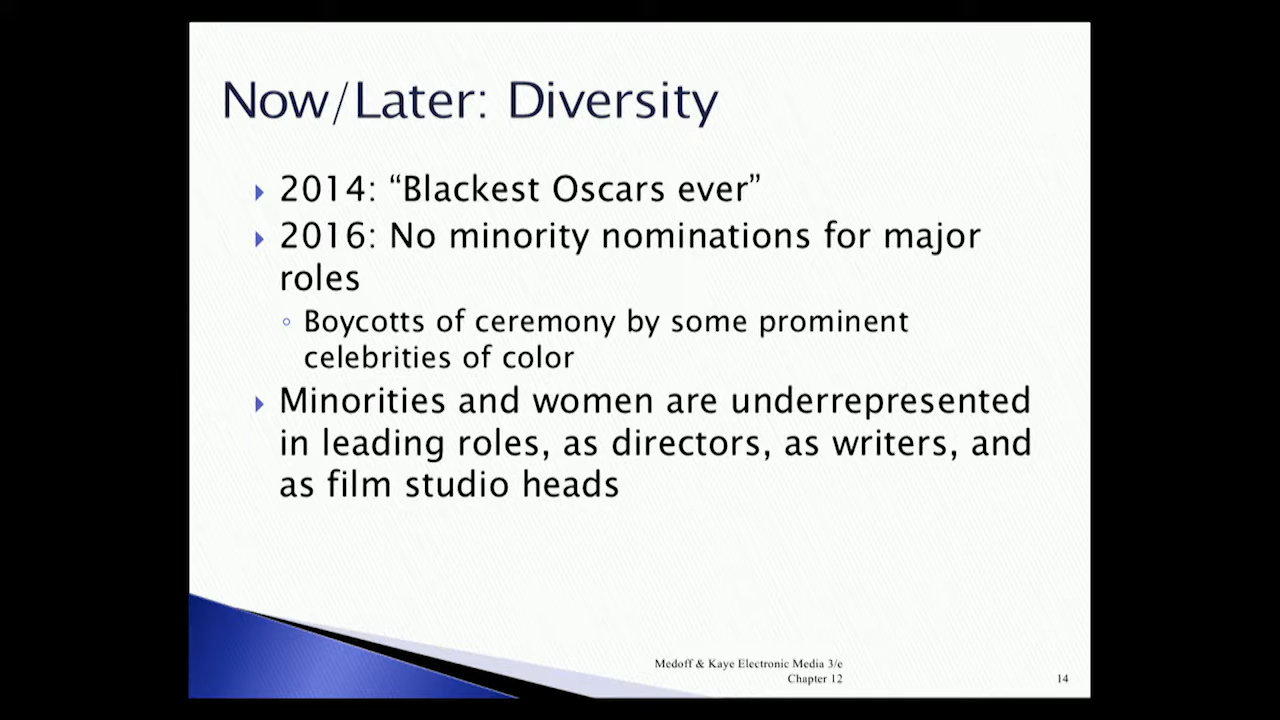 Now/Later: Diversity
2014: “Blackest Oscars ever”
2016: No minority nominations for major
roles
Boycotts of ceremony by some prominent
celebrities of color
Minorities and women are underrepresented
in leading roles, as directors, as writers, and
as film studio heads
Medoff & Kaye Electronic Media 3/e
Chapter 12
14